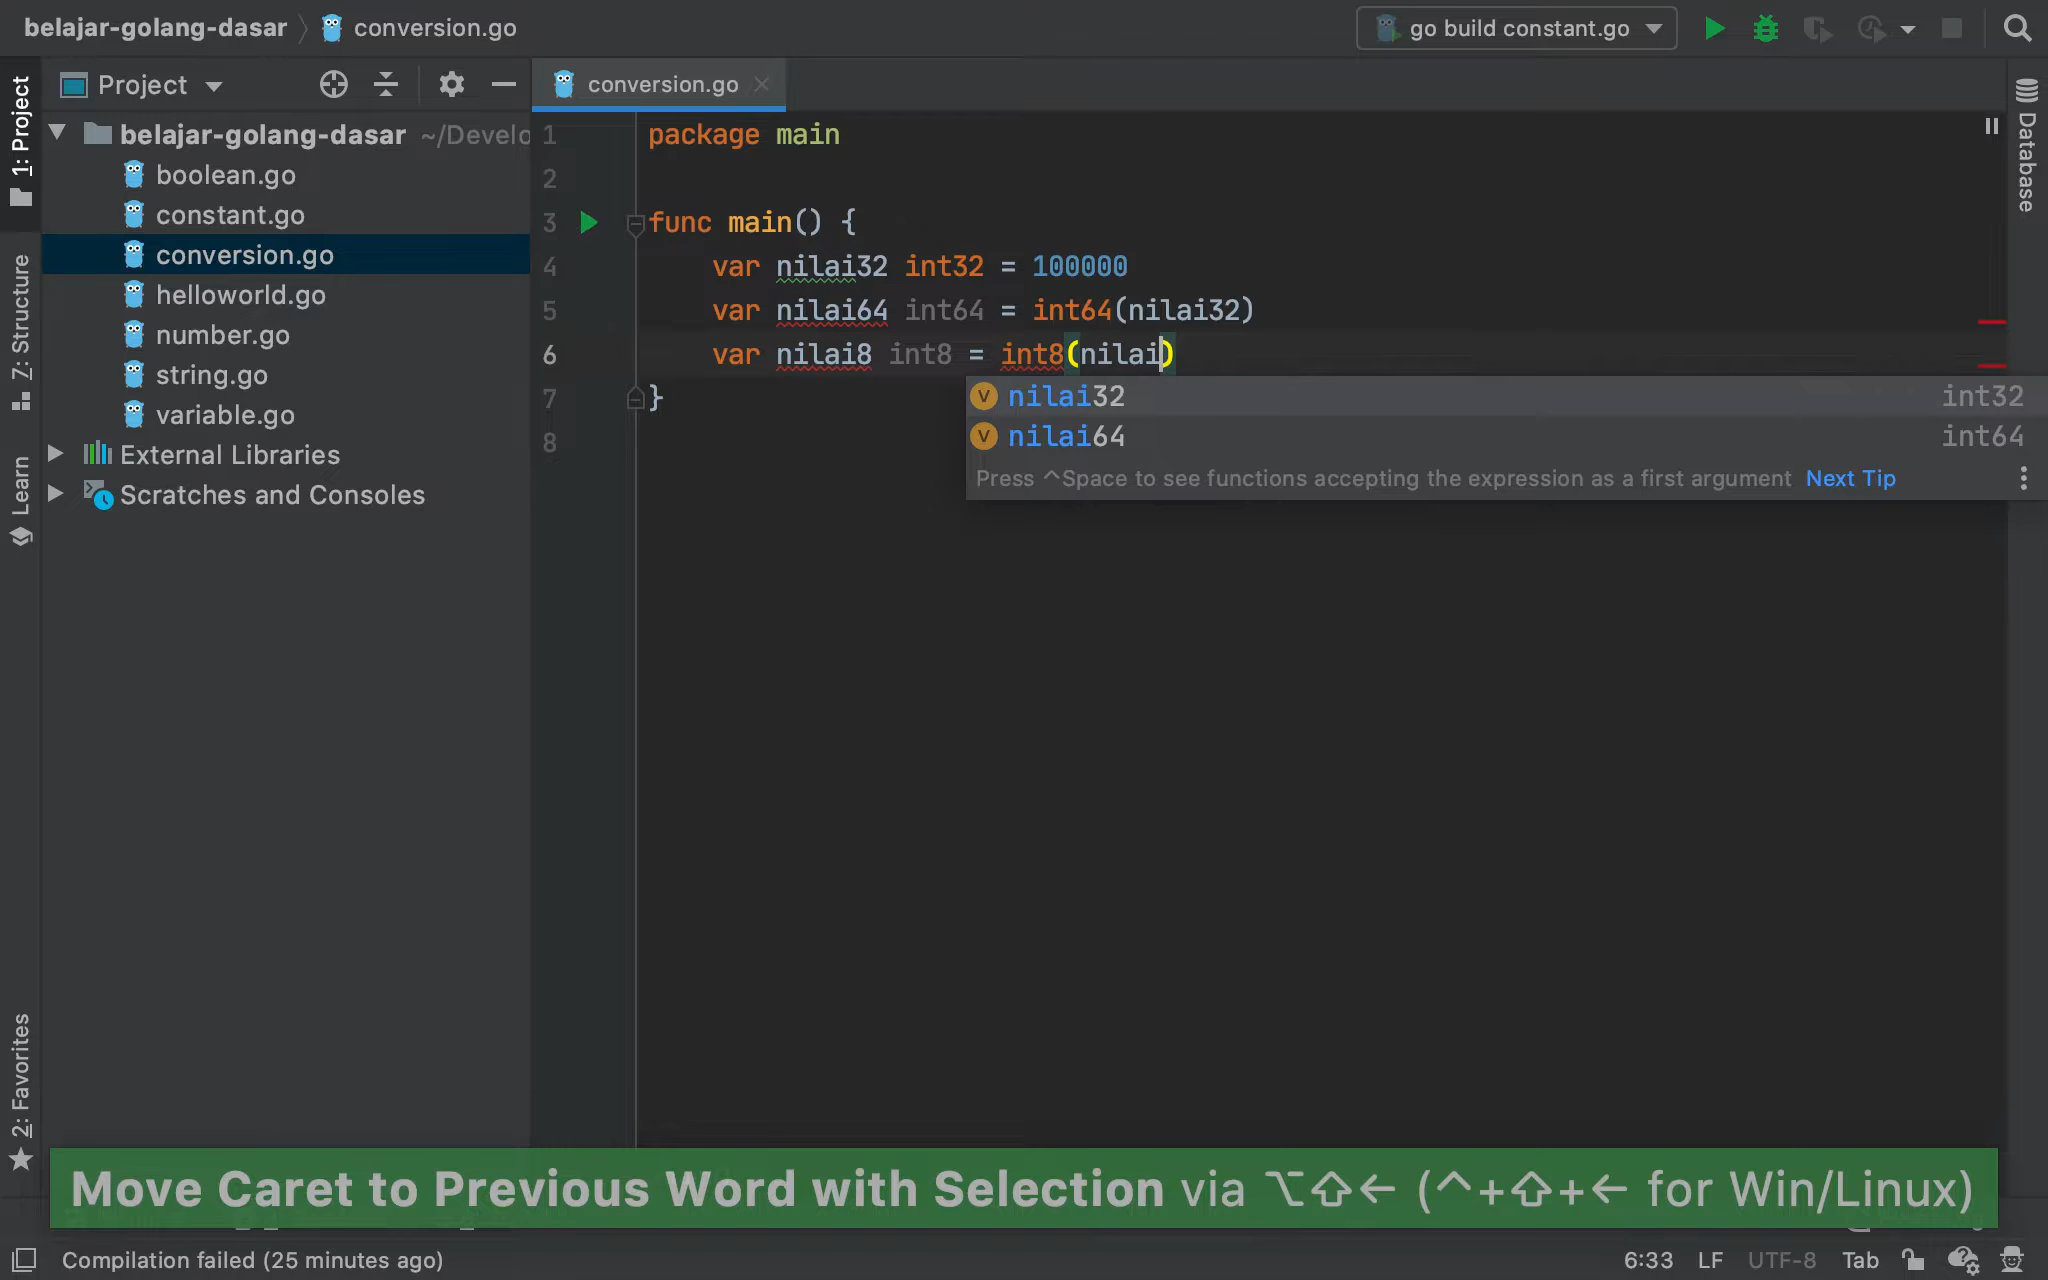 belajar-golang-dasar
conversion.go
go build constant.go
1: Project
7: Structure
Learn
2: Favorites
Project
belajar-golang-dasar ~/Develo
boolean.go
constant.go
conversion.go
helloworld.go
number.go
string.go
variable.go
External Libraries
Scratches and Consoles
conversion.go
1 package main
2
3 func main() {
4 var nilai32 int32 = 100000
5 var nilai64 int64 = int64(nilai32)
6 var nilai8 int8 = int8(nilai)
7 }
8
V nilai32 int32
V nilai64 int64
Press ^Space to see functions accepting the expression as a first argument Next Tip
Database
Move Caret to Previous Word with Selection via ⌥⇧← (^+⇧+← for Win/Linux)
Compilation failed (25 minutes ago)
6:33 LF UTF-8 Tab